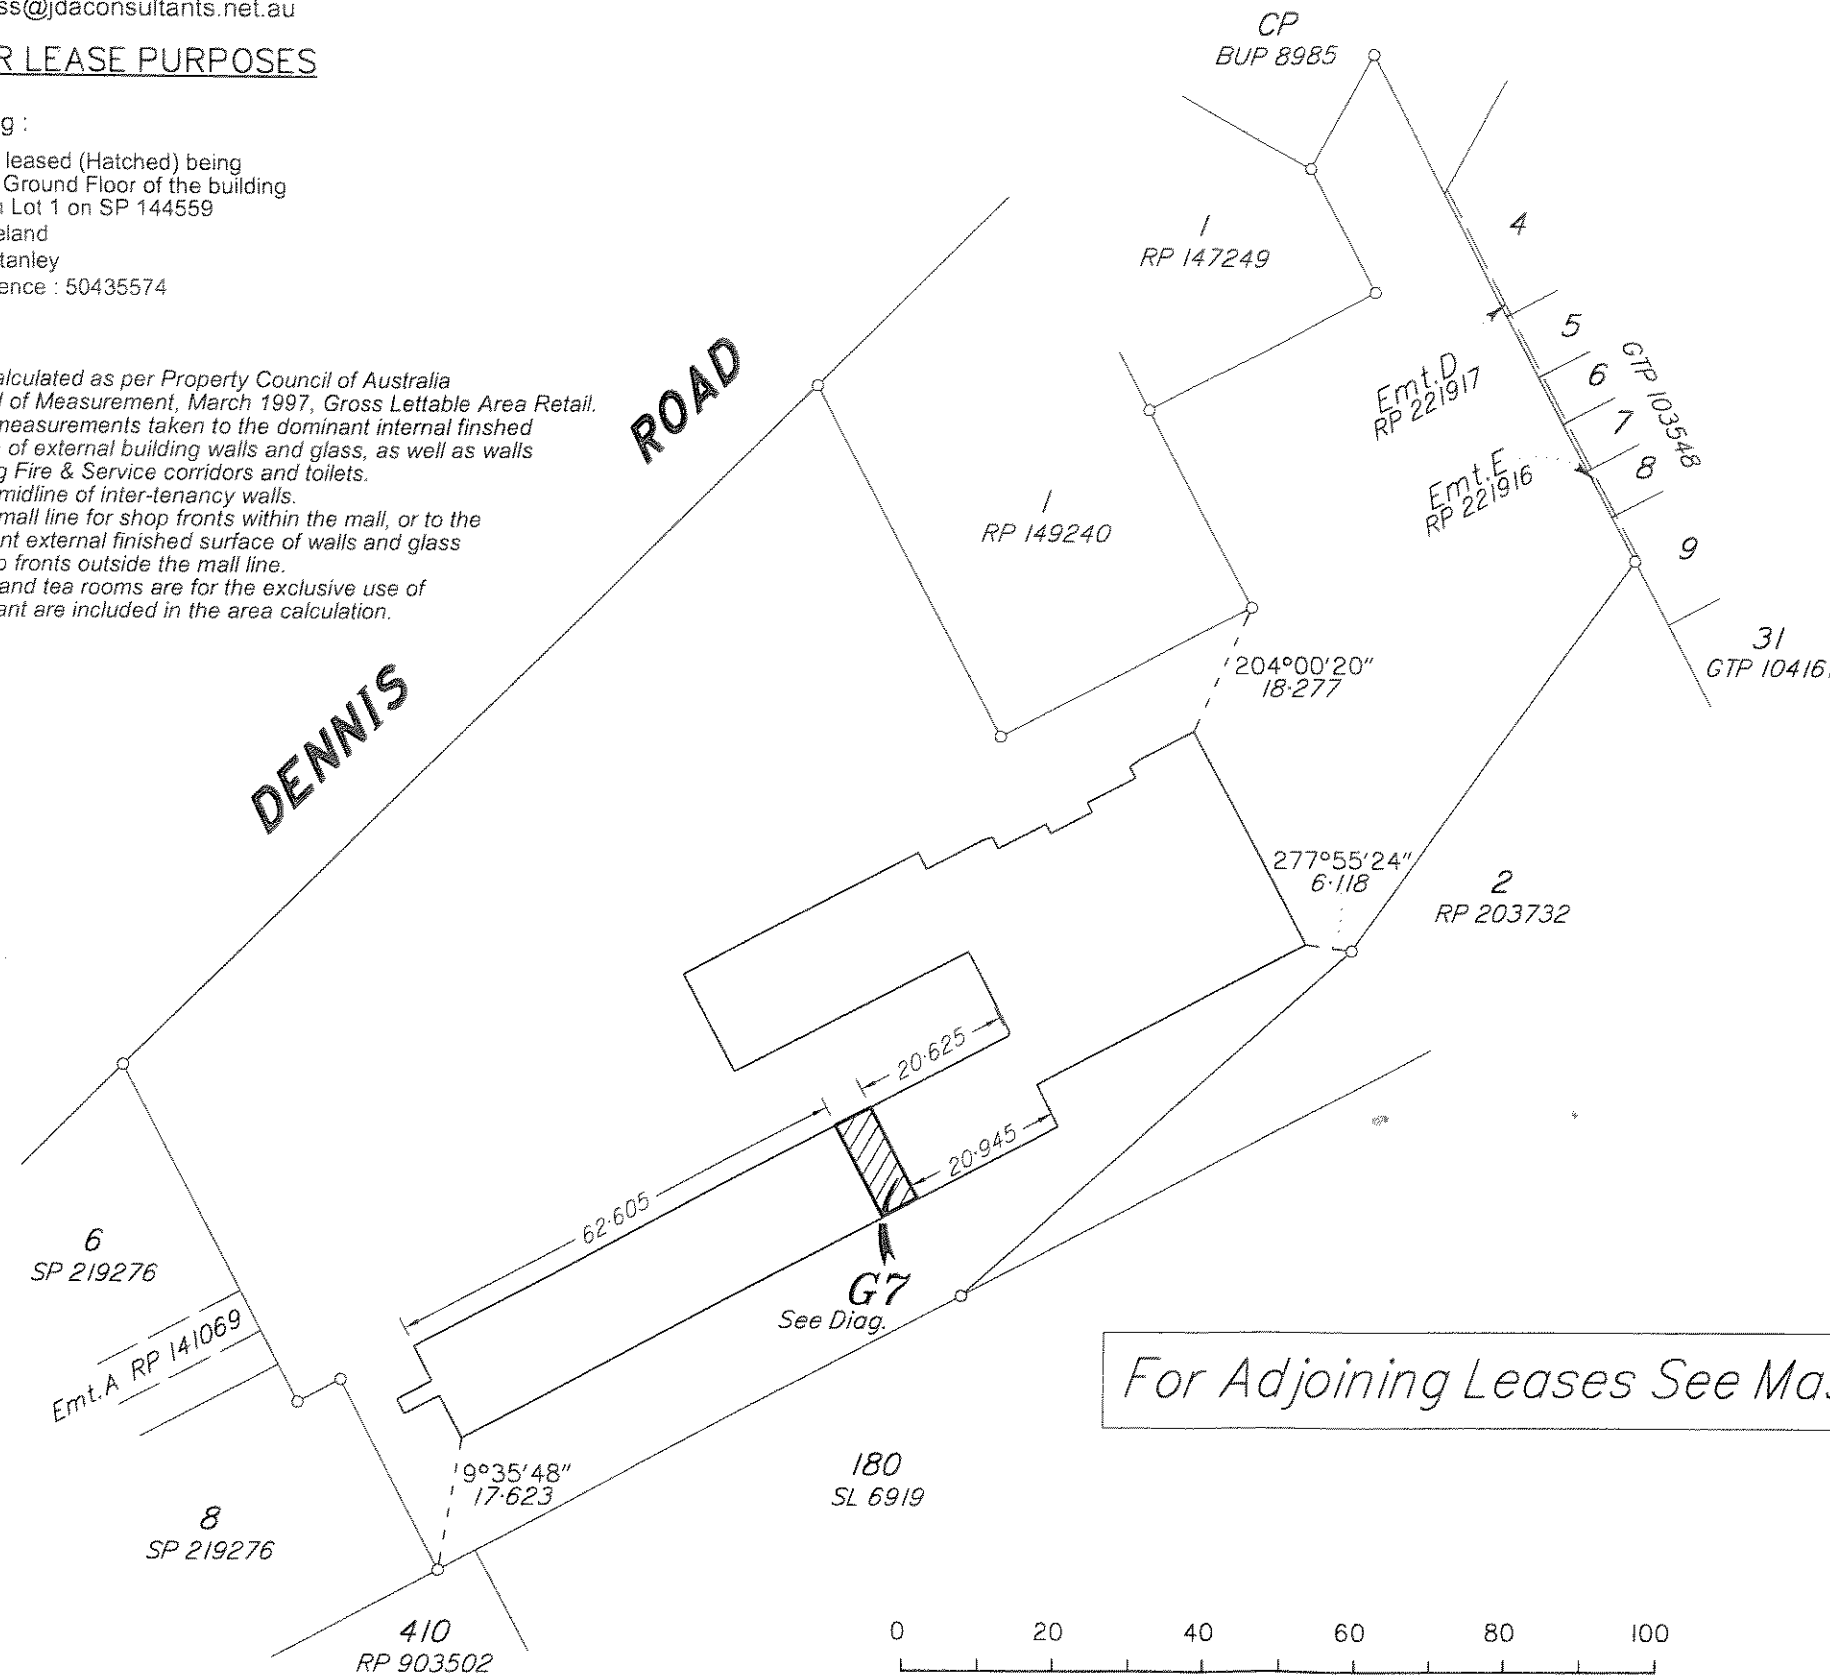 ss@jdaconsultants.net.au
R LEASE PURPOSES
g :
leased (Hatched) being
Ground Floor of the building
Lot 1 on SP 144559
eland
tanley
ence : 50435574
alculated as per Property Council of Australia
of Measurement, March 1997, Gross Lettable Area Retail.
measurements taken to the dominant internal finshed
of external building walls and glass, as well as walls
g Fire & Service corridors and toilets.
midline of inter-tenancy walls.
mall line for shop fronts within the mall, or to the
nt external finished surface of walls and glass
p fronts outside the mall line.
and tea rooms are for the exclusive use of
ant are included in the area calculation.
CP
BUP 8985
1
RP 147249
4
5
6
7
8
9
GTP 103548
Emt.D
RP 221917
Emt.E
RP 221916
31
GTP 10416
DENNIS ROAD
1
RP 149240
204°00'20"
18·277
277°55'24"
6·118
2
RP 203732
20·625
20·945
62·605
G7
See Diag.
6
SP 219276
Emt.A RP 141069
For Adjoining Leases See Mas
9°35'48"
17·623
180
SL 6919
8
SP 219276
410
RP 903502
0 20 40 60 80 100